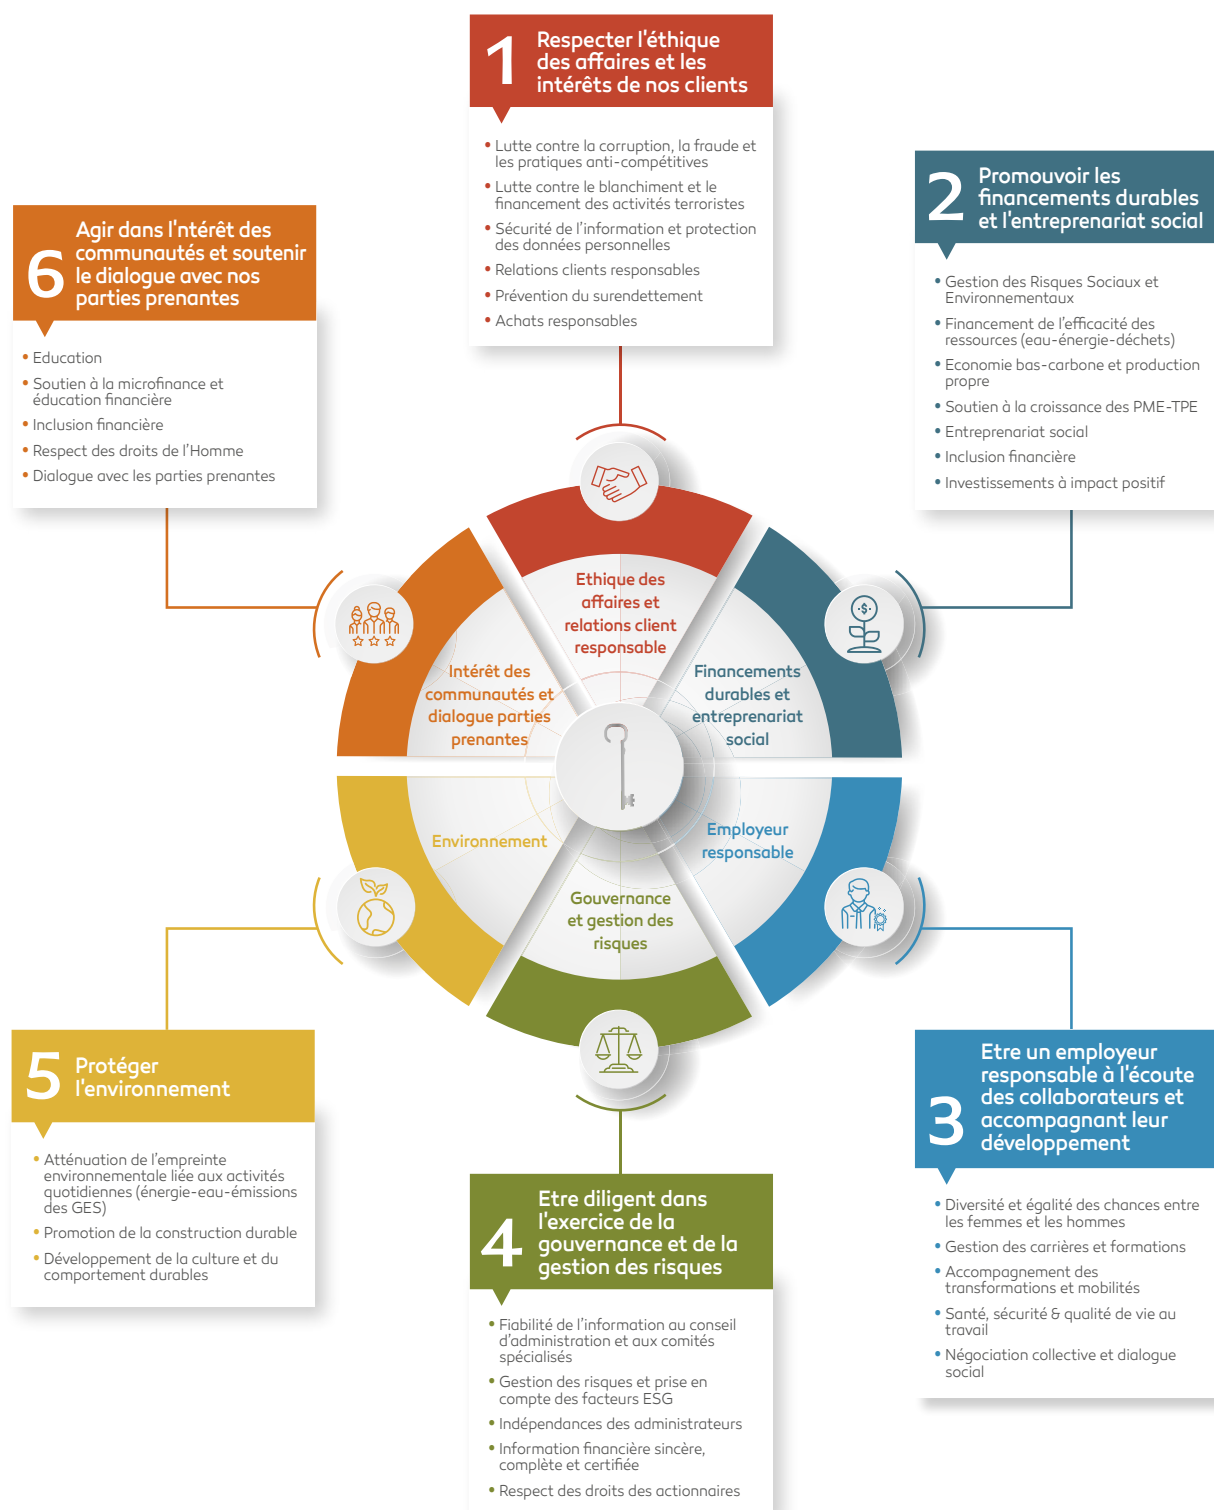 1
Respecter l'éthique
des affaires et les
intérêts de nos clients
• Lutte contre la corruption, la fraude et
les pratiques anti-compétitives
• Lutte contre le blanchiment et le
financement des activités terroristes
• Sécurité de l'information et protection
des données personnelles
• Relations clients responsables
• Prévention du surendettement
• Achats responsables
2
Promouvoir les
financements durables
et l'entreprenariat social
• Gestion des Risques Sociaux et
Environnementaux
• Financement de l'efficacité des
ressources (eau-énergie-déchets)
• Economie bas-carbone et production
propre
• Soutien à la croissance des PME-TPE
• Entreprenariat social
• Inclusion financière
• Investissements à impact positif
6
Agir dans l'ntérêt des
communautés et soutenir
le dialogue avec nos
parties prenantes
• Education
• Soutien à la microfinance et
éducation financière
• Inclusion financière
• Respect des droits de l'Homme
• Dialogue avec les parties prenantes
Ethique des
affaires et
relations client
responsable
Intérêt des
communautés et
dialogue parties
prenantes
Financements
durables et
entreprenariat
social
$
Environnement
Employeur
responsable
Gouvernance
et gestion des
risques
5
Protéger
l'environnement
• Atténuation de l'empreinte
environnementale liée aux activités
quotidiennes (énergie-eau-émissions
des GES)
• Promotion de la construction durable
• Développement de la culture et du
comportement durables
3
Etre un employeur
responsable à l'écoute
des collaborateurs et
accompagnant leur
développement
• Diversité et égalité des chances entre
les femmes et les hommes
• Gestion des carrières et formations
• Accompagnement des
transformations et mobilités
• Santé, sécurité & qualité de vie au
travail
• Négociation collective et dialogue
social
4
Etre diligent dans
l'exercice de la
gouvernance et de la
gestion des risques
• Fiabilité de l'information au conseil
d'administration et aux comités
spécialisés
• Gestion des risques et prise en
compte des facteurs ESG
• Indépendances des administrateurs
• Information financière sincère,
complète et certifiée
• Respect des droits des actionnaires